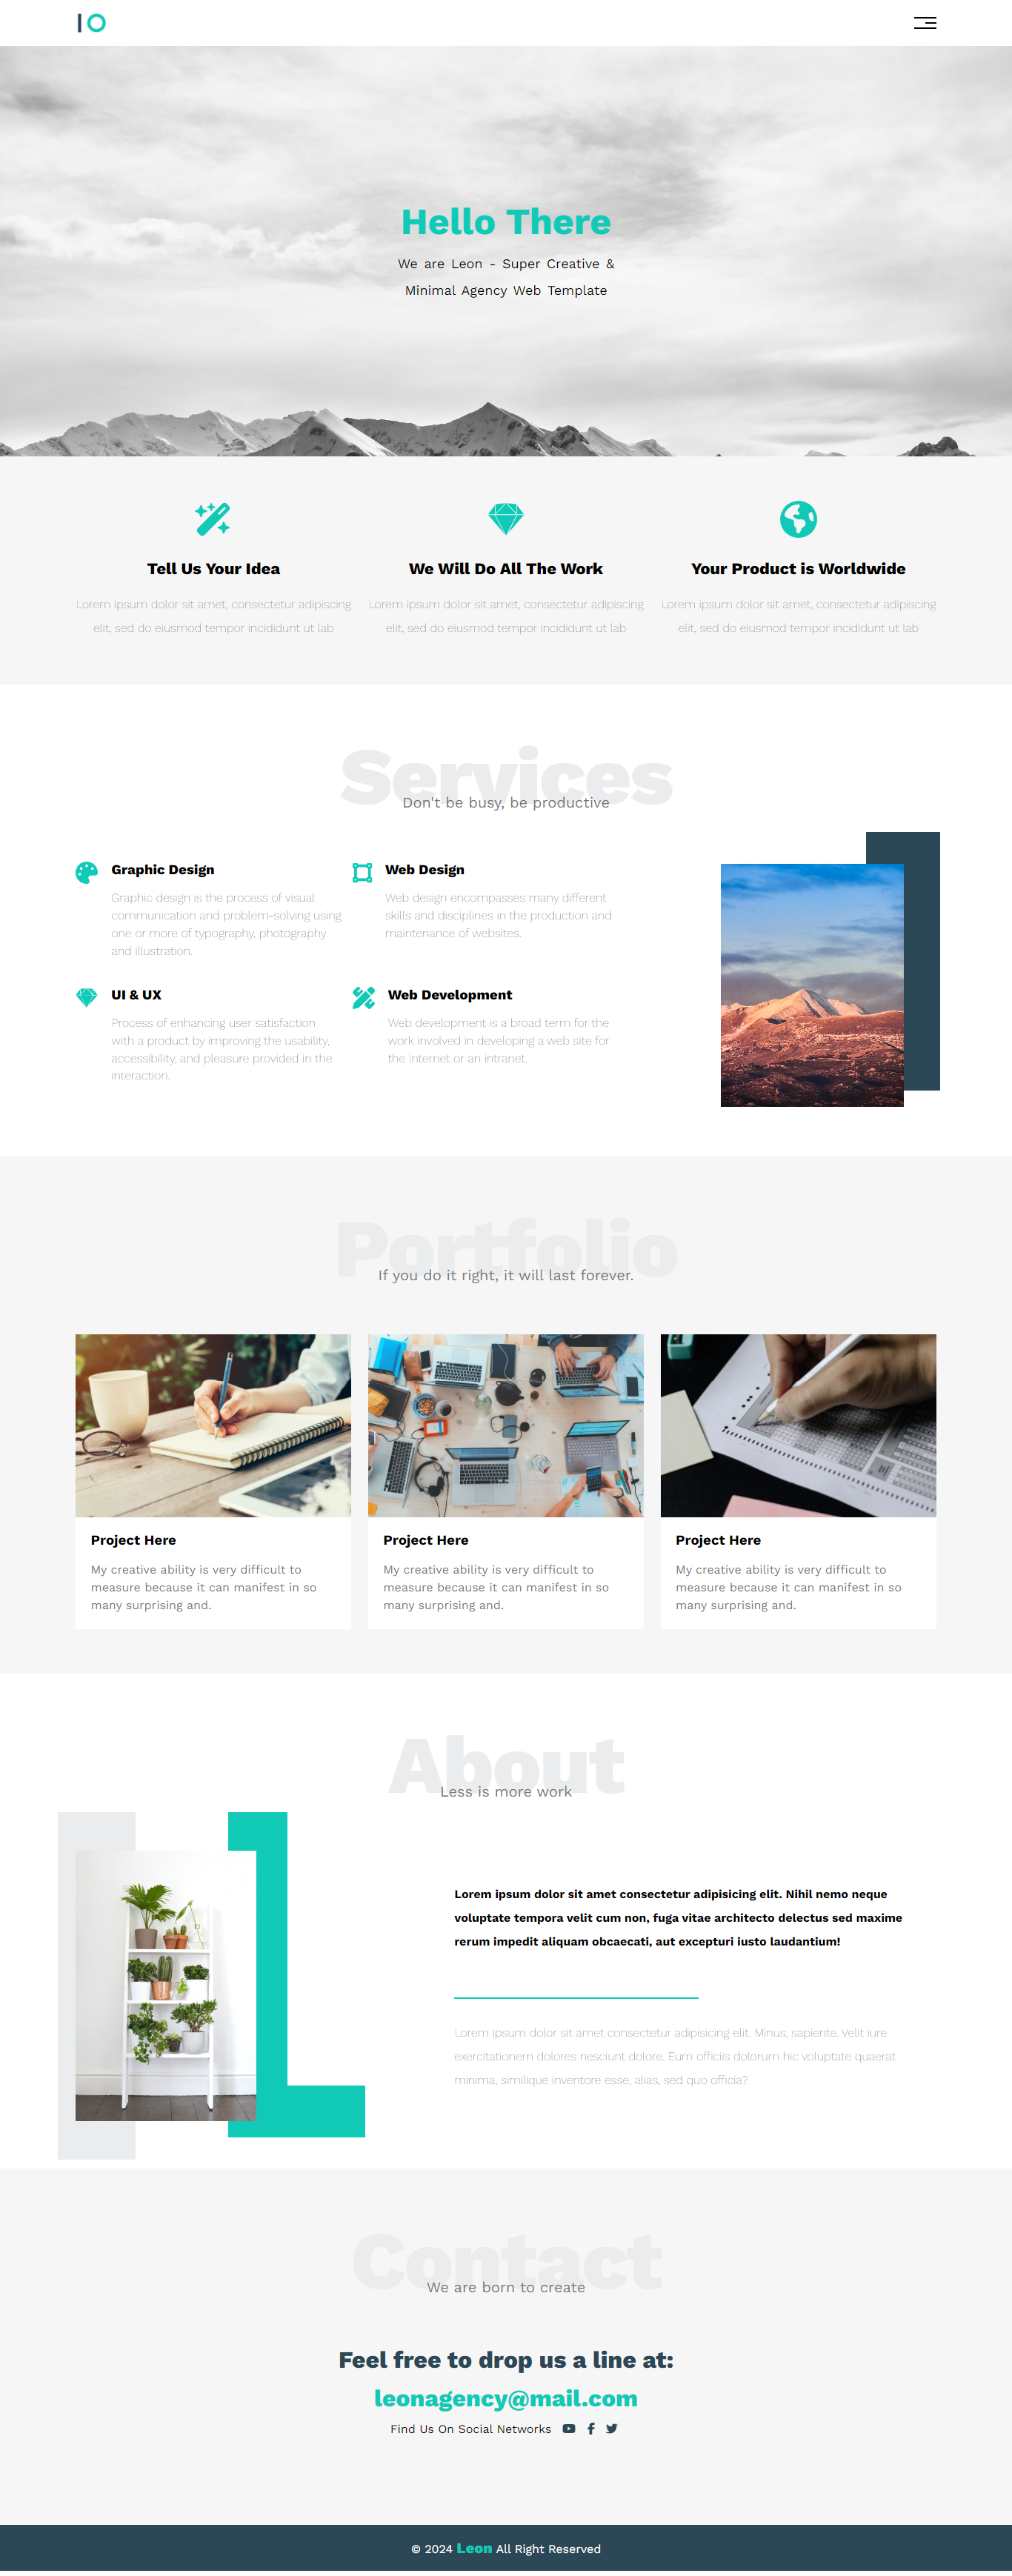 IO
Hello There
We are Leon - Super Creative &
Minimal Agency Web Template
Tell Us Your Idea
Lorem ipsum dolor sit amet, consectetur adipiscing
elit, sed do eiusmod tempor incididunt ut lab
We Will Do All The Work
Lorem ipsum dolor sit amet, consectetur adipiscing
elit, sed do eiusmod tempor incididunt ut lab
Your Product is Worldwide
Lorem ipsum dolor sit amet, consectetur adipiscing
elit, sed do eiusmod tempor incididunt ut lab
Services
Don't be busy, be productive
Graphic Design
Graphic design is the process of visual
communication and problem-solving using
one or more of typography, photography
and illustration.
Web Design
Web design encompasses many different
skills and disciplines in the production and
maintenance of websites.
UI & UX
Process of enhancing user satisfaction
with a product by improving the usability,
accessibility, and pleasure provided in the
interaction.
Web Development
Web development is a broad term for the
work involved in developing a web site for
the Internet or an intranet.
Portfolio
If you do it right, it will last forever.
Project Here
My creative ability is very difficult to
measure because it can manifest in so
many surprising and.
Project Here
My creative ability is very difficult to
measure because it can manifest in so
many surprising and.
Project Here
My creative ability is very difficult to
measure because it can manifest in so
many surprising and.
About
Less is more work
Lorem ipsum dolor sit amet consectetur adipisicing elit. Nihil nemo neque
voluptate tempora velit cum non, fuga vitae architecto delectus sed maxime
rerum impedit aliquam obcaecati, aut excepturi iusto laudantium!
Lorem ipsum dolor sit amet consectetur adipisicing elit. Minus, sapiente. Velit iure
exercitationem dolores nesciunt dolore. Eum officiis dolorum hic voluptate quaerat
minima, similique inventore esse, alias, sed quo officia?
Contact
We are born to create
Feel free to drop us a line at:
leonagency@mail.com
Find Us On Social Networks
© 2024 Leon All Right Reserved